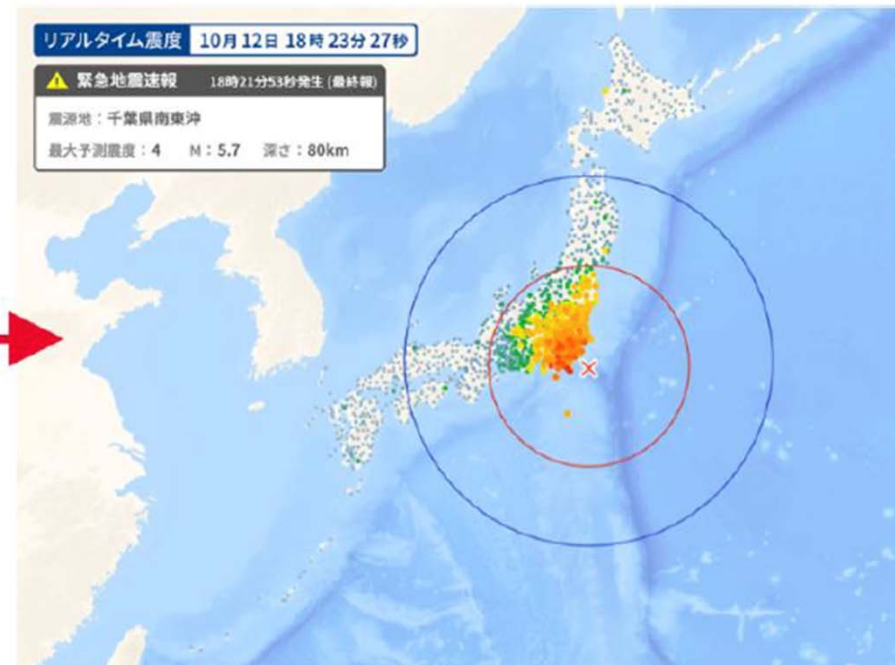 リアルタイム震度 10月12日 18時23分27秒
緊急地震速報 18時21分53秒発生 (最終報)
震源地：千葉県南東沖
最大予測震度：4 M：5.7 深さ：80km